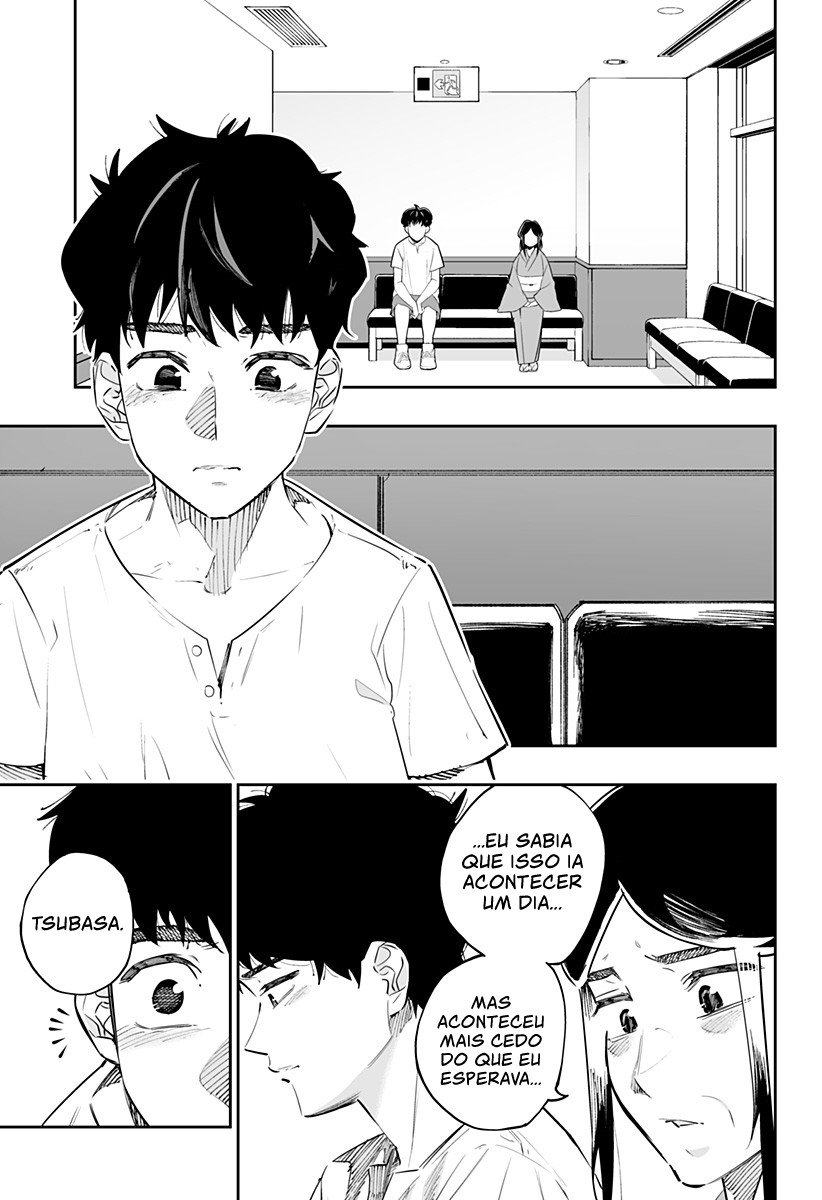 TSUBASA.
...EU SABIA
QUE ISSO IA
ACONTECER
UM DIA...
MAS
ACONTECEU
MAIS CEDO
DO QUE EU
ESPERAVA...